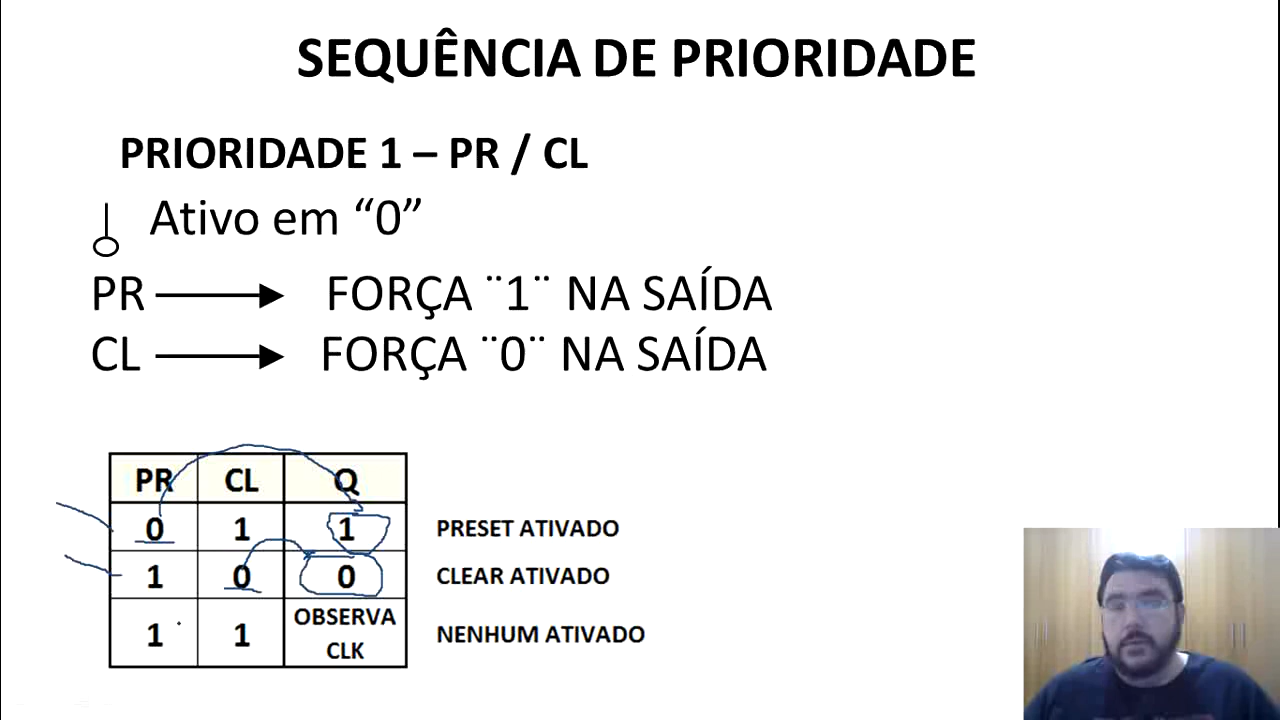 SEQUÊNCIA DE PRIORIDADE
PRIORIDADE 1 – PR / CL
Ativo em “0”
PR FORÇA ¨1¨ NA SAÍDA
CL FORÇA ¨0¨ NA SAÍDA
PR CL Q
0 1 1 PRESET ATIVADO
1 0 0 CLEAR ATIVADO
1 1 OBSERVA CLK NENHUM ATIVADO